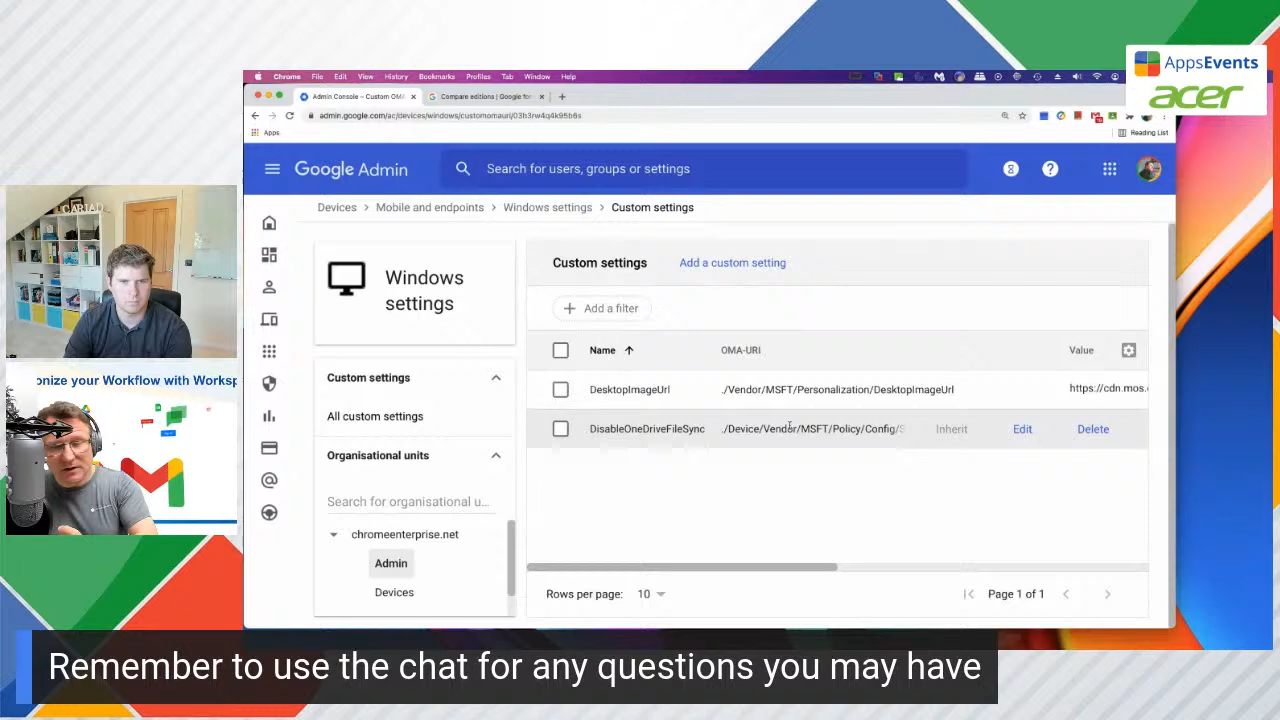 AppsEvents
acer
Chrome File Edit View History Bookmarks Profiles Tab Window Help
Admin Console – Custom OMA
Compare editions | Google for
admin.google.com/ac/devices/windows/customomauri/03h3rw4q4k95b6s
Apps
Reading List
Google Admin
Search for users, groups or settings
Devices > Mobile and endpoints > Windows settings > Custom settings
Windows
settings
Custom settings
All custom settings
Organisational units
Search for organisational u...
chromeenterprise.net
Admin
Devices
Custom settings
Add a custom setting
Add a filter
Name
OMA-URI
Value
DesktopImageUrl
./Vendor/MSFT/Personalization/DesktopImageUrl
https://cdn.mos.
DisableOneDriveFileSync
./Device/Vendor/MSFT/Policy/Config/S
Inherit
Edit
Delete
Rows per page: 10
Page 1 of 1
CARIAD
onize your Workflow with Worksp
Remember to use the chat for any questions you may have